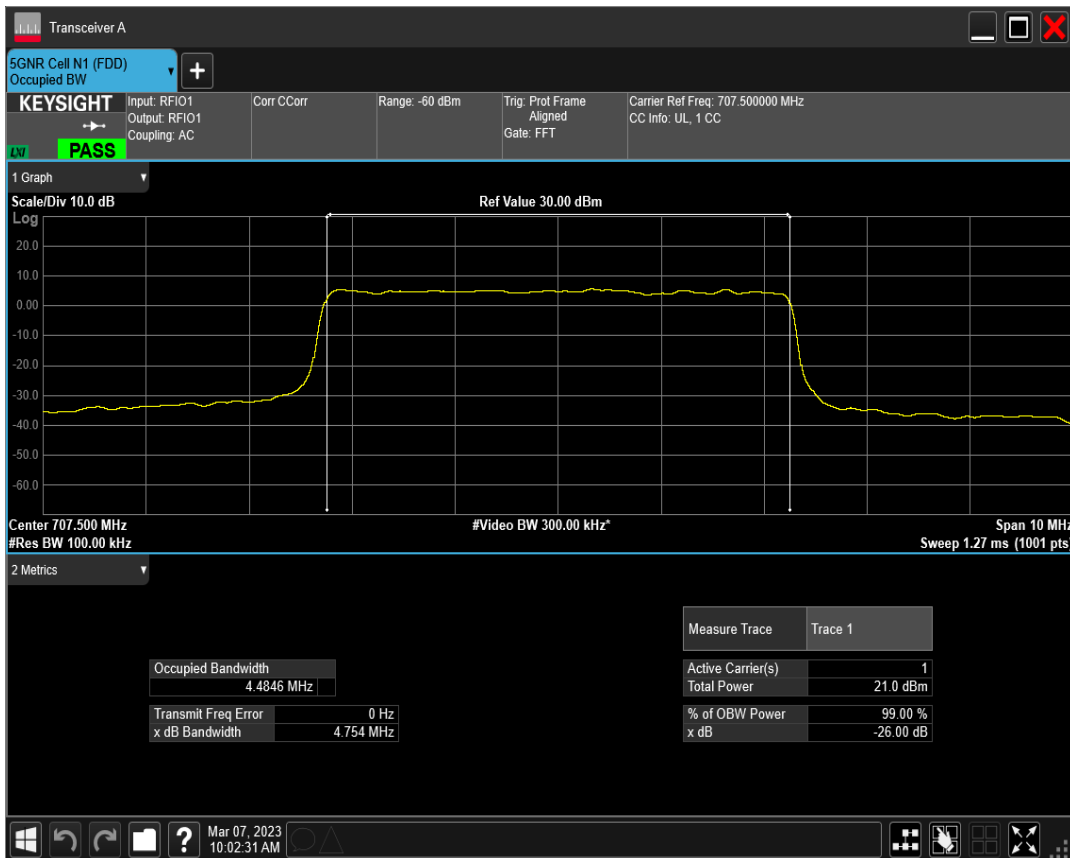 Transceiver A
5GNR Cell N1 (FDD)
Occupied BW
KEYSIGHT
LXI
PASS
Input: RFIO1
Output: RFIO1
Coupling: AC
Corr CCorr
Range: -60 dBm
Trig: Prot Frame
Aligned
Gate: FFT
Carrier Ref Freq: 707.500000 MHz
CC Info: UL, 1 CC
1 Graph
Scale/Div 10.0 dB
Ref Value 30.00 dBm
Log
20.0
10.0
0.00
-10.0
-20.0
-30.0
-40.0
-50.0
-60.0
Center 707.500 MHz
#Video BW 300.00 kHz*
Span 10 MHz
#Res BW 100.00 kHz
Sweep 1.27 ms (1001 pts)
2 Metrics
Measure Trace Trace 1
Occupied Bandwidth
4.4846 MHz
Active Carrier(s) 1
Total Power 21.0 dBm
Transmit Freq Error 0 Hz
x dB Bandwidth 4.754 MHz
% of OBW Power 99.00 %
x dB -26.00 dB
?
Mar 07, 2023
10:02:31 AM